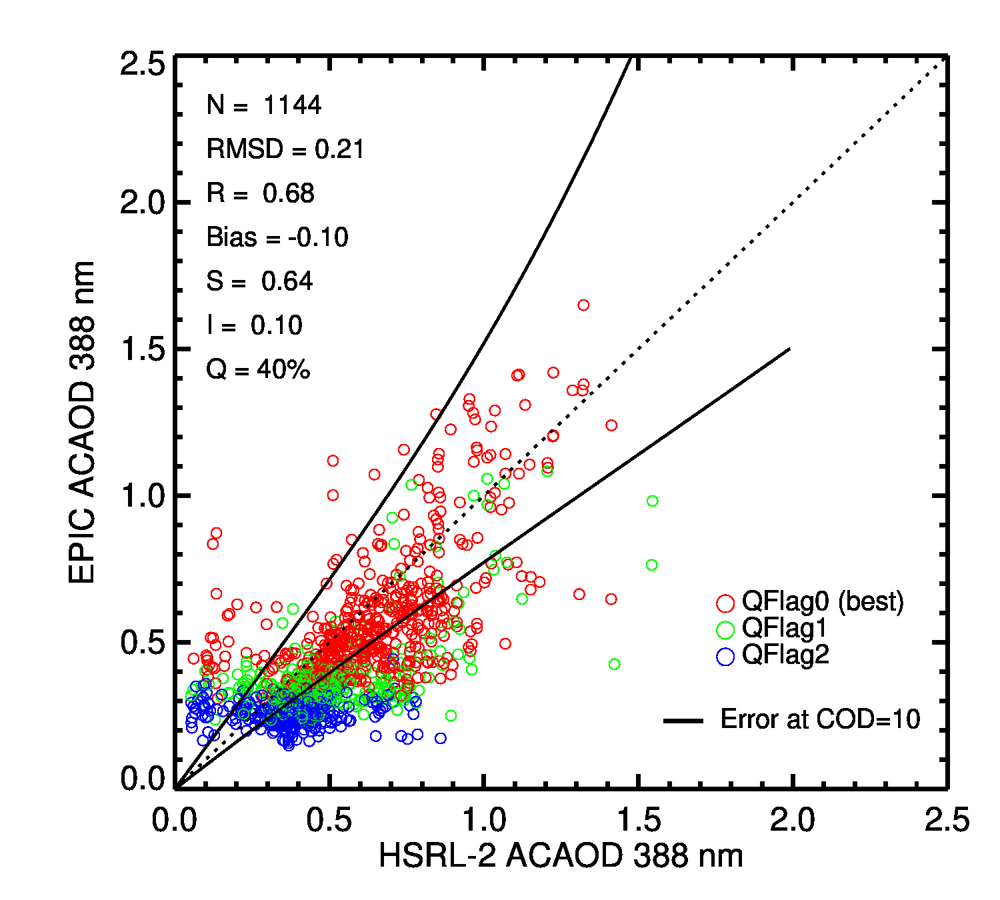 2.5
2.0
1.5
1.0
0.5
0.0
EPIC ACAOD 388 nm
N = 1144
RMSD = 0.21
R = 0.68
Bias = -0.10
S = 0.64
I = 0.10
Q = 40%
QFlag0 (best)
QFlag1
QFlag2
Error at COD=10
0.0 0.5 1.0 1.5 2.0 2.5
HSRL-2 ACAOD 388 nm